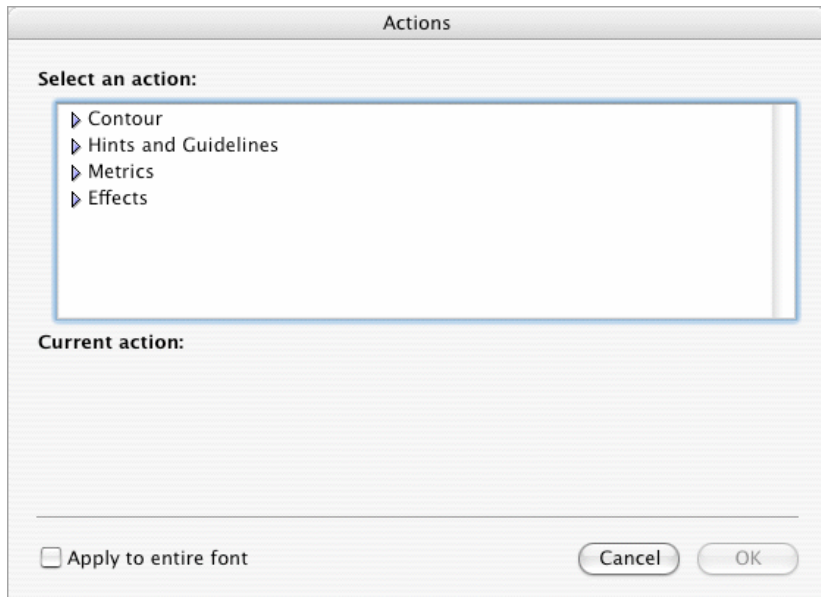 Actions
Select an action:
Contour
Hints and Guidelines
Metrics
Effects
Current action:
Apply to entire font
Cancel
OK